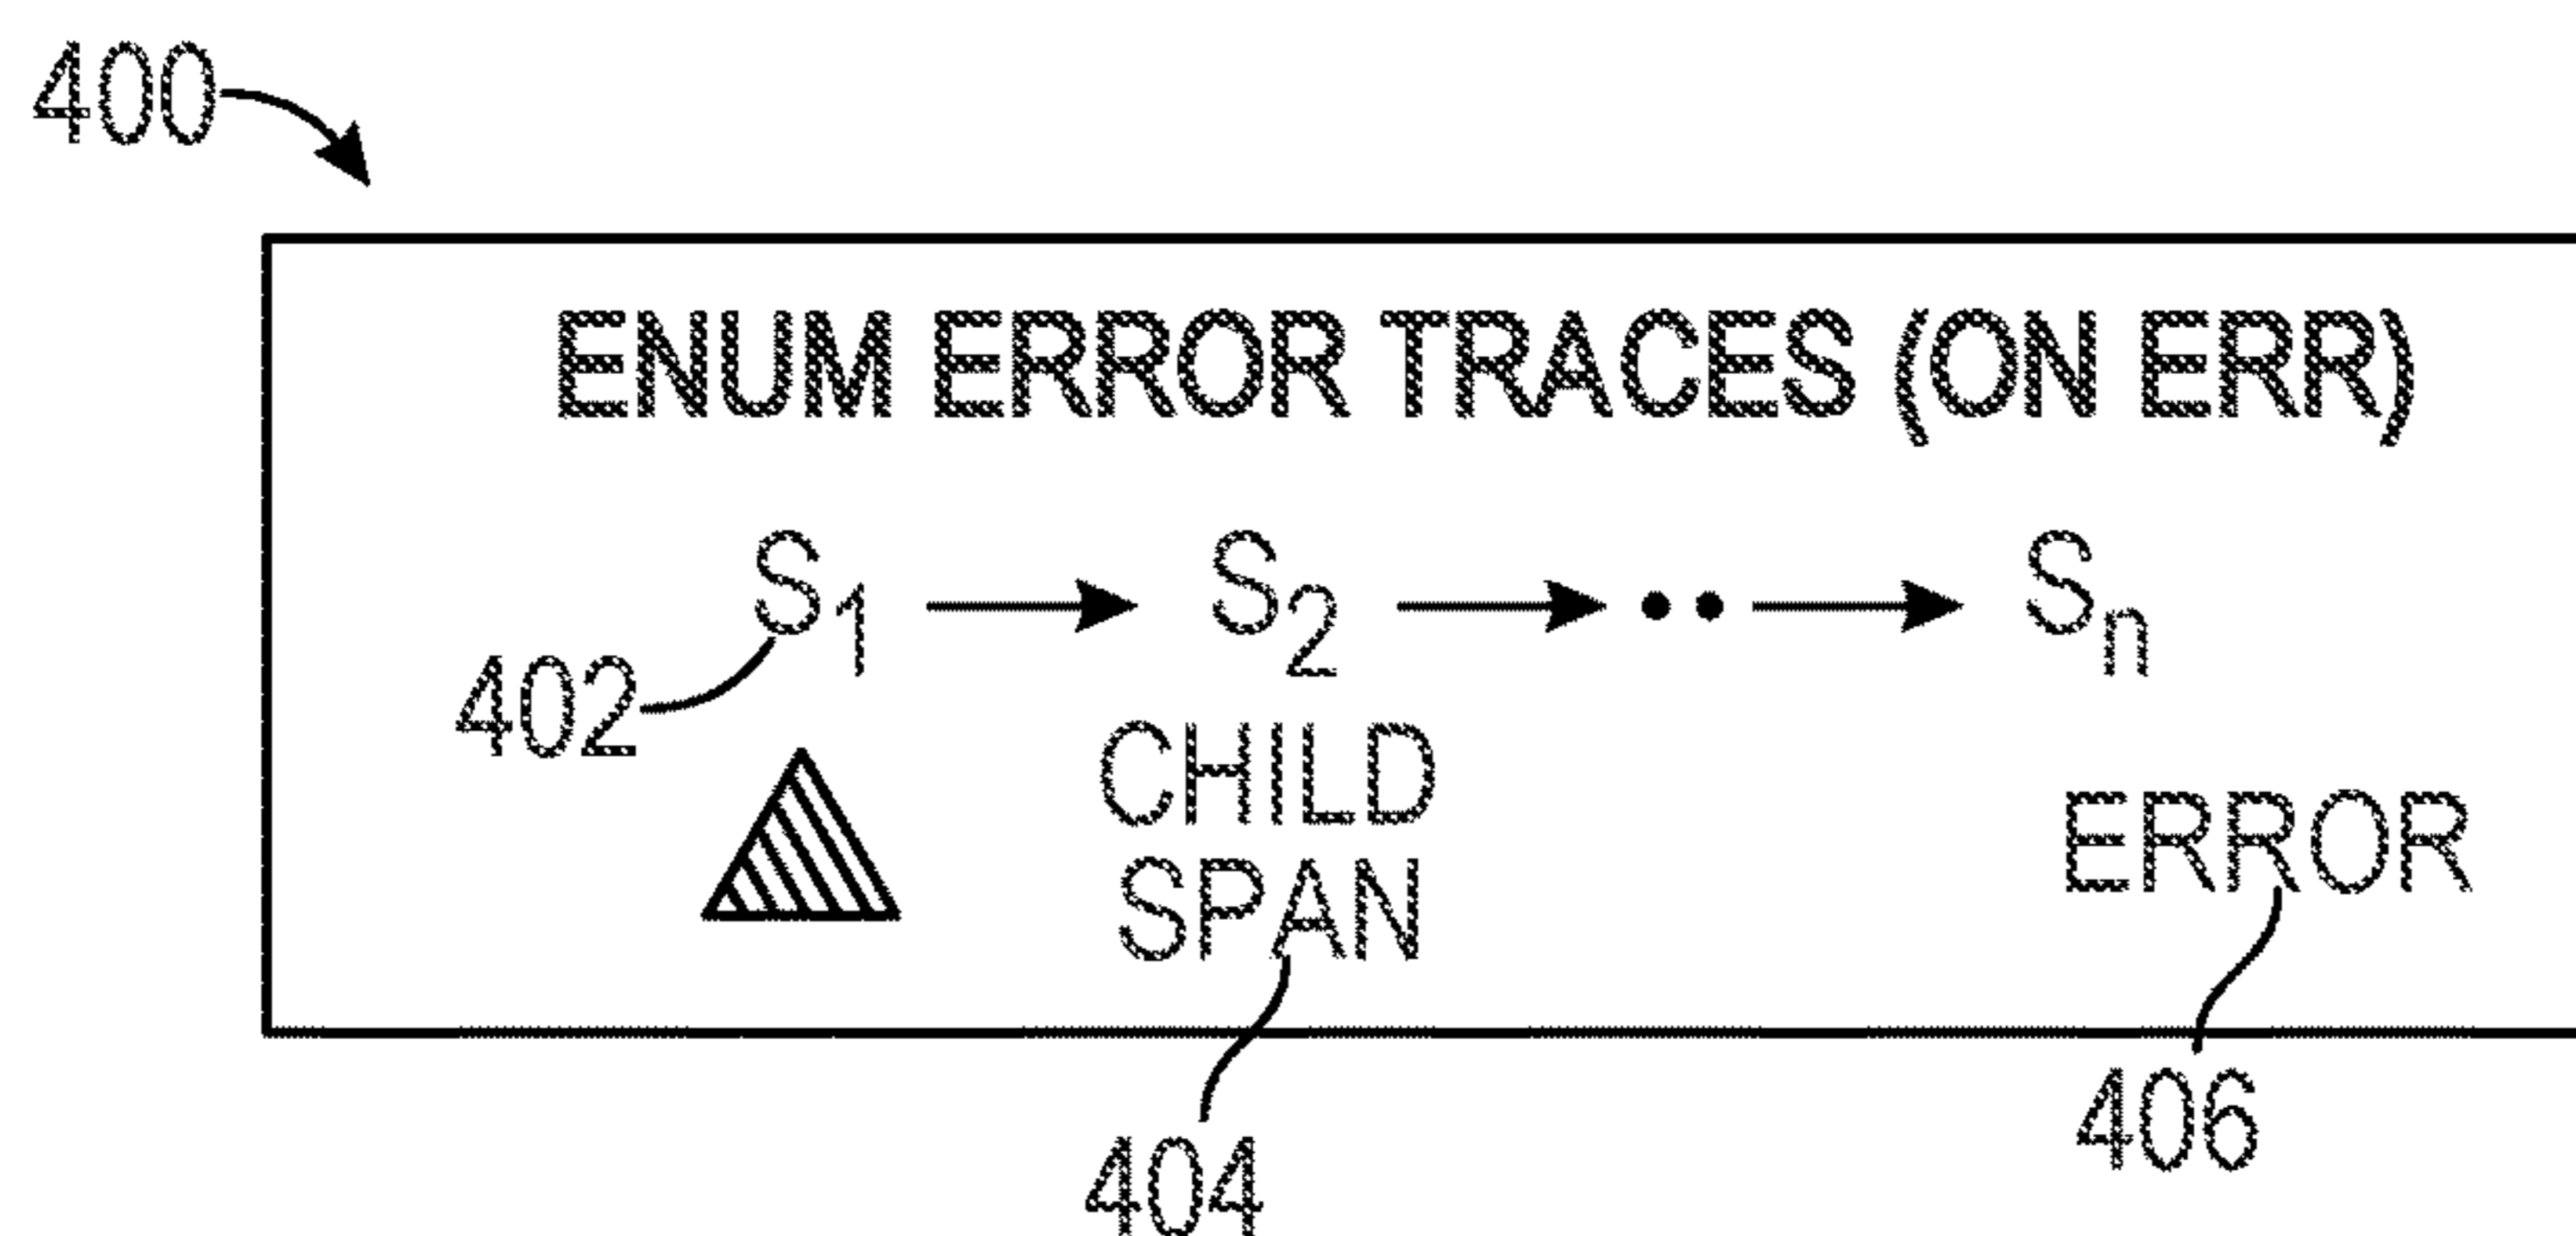 400
ENUM ERROR TRACES (ON ERR)
S1 → S2 → •• → Sn
402
CHILD
SPAN
ERROR
404
406